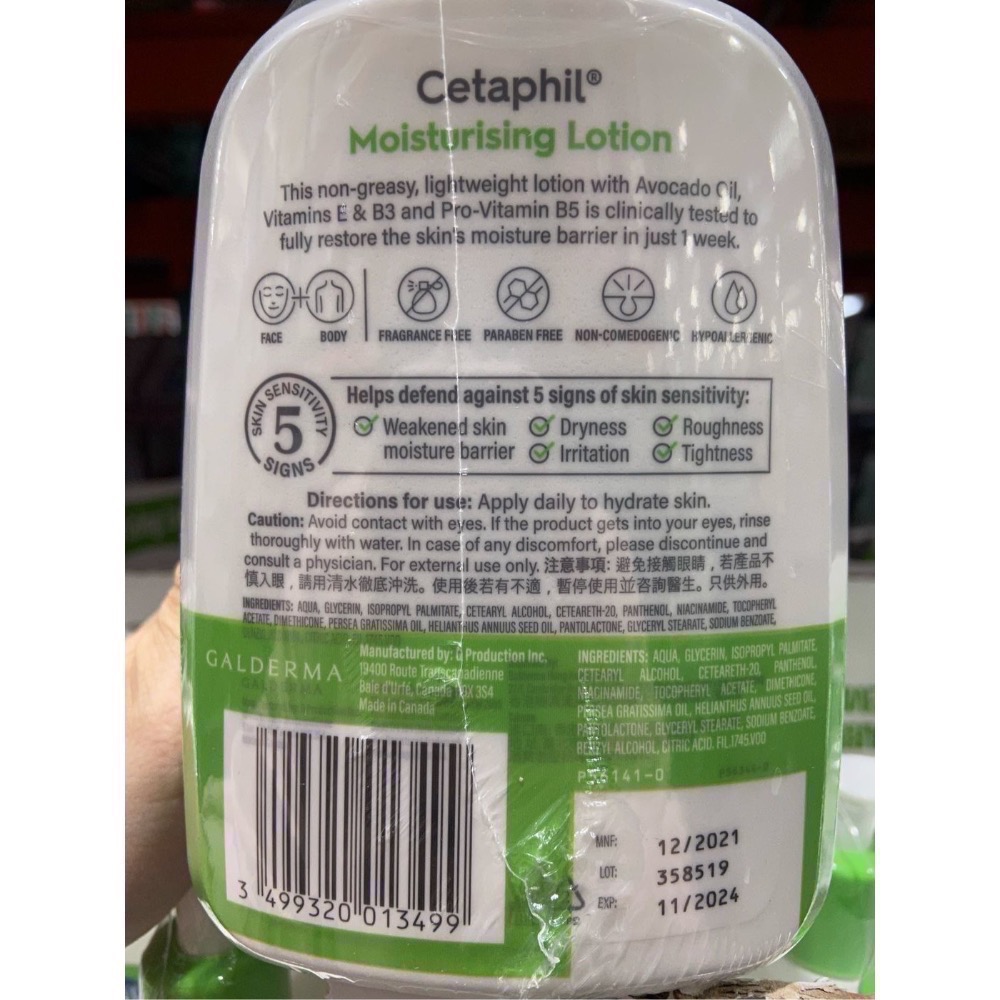 Cetaphil®
Moisturising Lotion
This non-greasy, lightweight lotion with Avocado Oil,
Vitamins E & B3 and Pro-Vitamin B5 is clinically tested to
fully restore the skin's moisture barrier in just 1 week.
FACE BODY FRAGRANCE FREE PARABEN FREE NON-COMEDOGENIC HYPOALLERGENIC
SKIN SENSITIVITY
5
SIGNS
Helps defend against 5 signs of skin sensitivity:
Weakened skin Dryness Roughness
moisture barrier Irritation Tightness
Directions for use: Apply daily to hydrate skin.
Caution: Avoid contact with eyes. If the product gets into your eyes, rinse
thoroughly with water. In case of any discomfort, please discontinue and
consult a physician. For external use only. 注意事項: 避免接觸眼睛，若產品不
慎入眼，請用清水徹底沖洗。使用後若有不適，暫停使用並咨詢醫生。只供外用。
INGREDIENTS: AQUA, GLYCERIN, ISOPROPYL PALMITATE, CETEARYL ALCOHOL, CETEARETH-20, PANTHENOL, NIACINAMIDE, TOCOPHERYL
ACETATE, DIMETHICONE, PERSEA GRATISSIMA OIL, HELIANTHUS ANNUUS SEED OIL, PANTOLACTONE, GLYCERYL STEARATE, SODIUM BENZOATE,
GALDERMA
Manufactured by: G Production Inc.
19400 Route Transcanadienne
Baie d'Urfé, Canada 3S4
Made in Canada
INGREDIENTS: AQUA, GLYCERIN, ISOPROPYL PALMITATE,
CETEARYL ALCOHOL, CETEARETH-20, PANTHENOL,
NIACINAMIDE, TOCOPHERYL ACETATE, DIMETHICONE,
PERSEA GRATISSIMA OIL, HELIANTHUS ANNUUS SEED OIL,
PANTOLACTONE, GLYCERYL STEARATE, SODIUM BENZOATE,
BENZYL ALCOHOL, CITRIC ACID. FIL.1745.V00
3 499320 013499
MNF: 12/2021
LOT: 358519
EXP: 11/2024